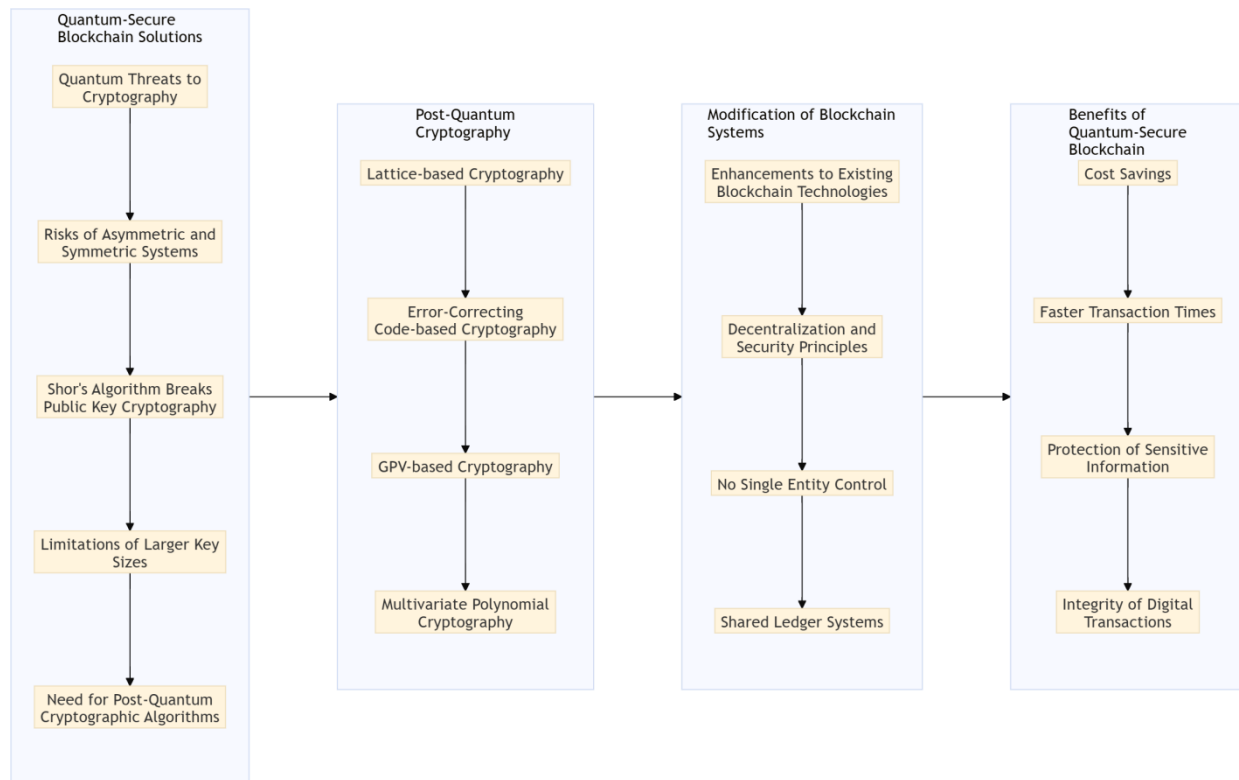 Quantum-Secure
Blockchain Solutions
Quantum Threats to
Cryptography
Risks of Asymmetric and
Symmetric Systems
Shor's Algorithm Breaks
Public Key Cryptography
Limitations of Larger Key
Sizes
Need for Post-Quantum
Cryptographic Algorithms
Post-Quantum
Cryptography
Lattice-based Cryptography
Error-Correcting
Code-based Cryptography
GPV-based Cryptography
Multivariate Polynomial
Cryptography
Modification of Blockchain
Systems
Enhancements to Existing
Blockchain Technologies
Decentralization and
Security Principles
No Single Entity Control
Shared Ledger Systems
Benefits of
Quantum-Secure
Blockchain
Cost Savings
Faster Transaction Times
Protection of Sensitive
Information
Integrity of Digital
Transactions